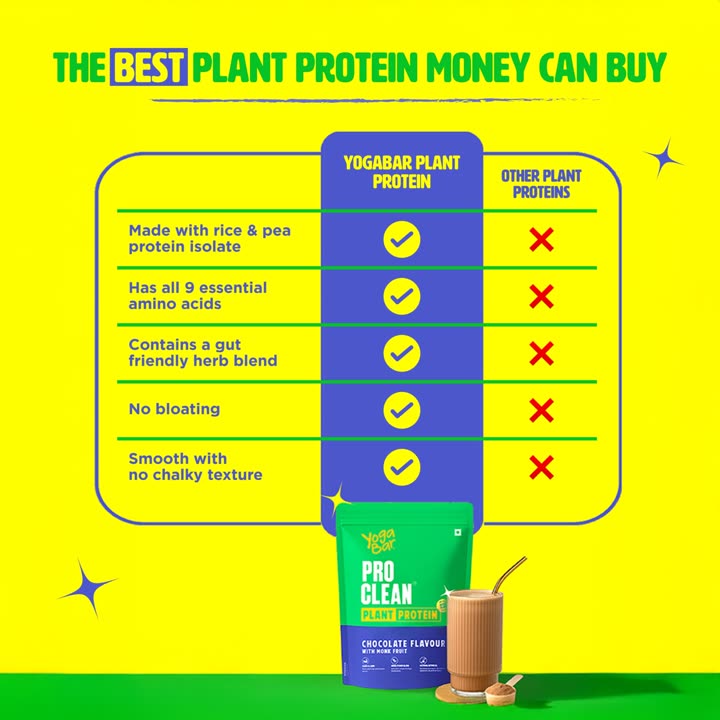 THE BEST PLANT PROTEIN MONEY CAN BUY
YOGABAR PLANT
PROTEIN
OTHER PLANT
PROTEINS
Made with rice & pea
protein isolate
Has all 9 essential
amino acids
Contains a gut
friendly herb blend
No bloating
Smooth with
no chalky texture
Yoga
Bar
PRO
CLEAN
PLANT PROTEIN
CHOCOLATE FLAVOUR
WITH MONK FRUIT